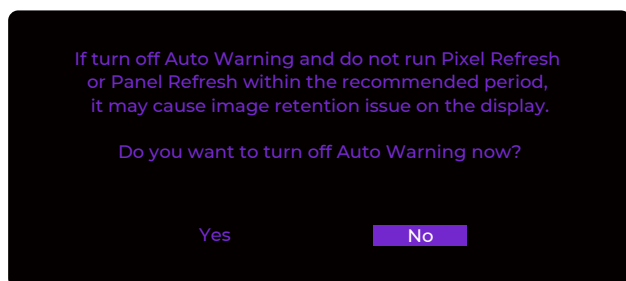 If turn off Auto Warning and do not run Pixel Refresh
or Panel Refresh within the recommended period,
it may cause image retention issue on the display.
Do you want to turn off Auto Warning now?
Yes No